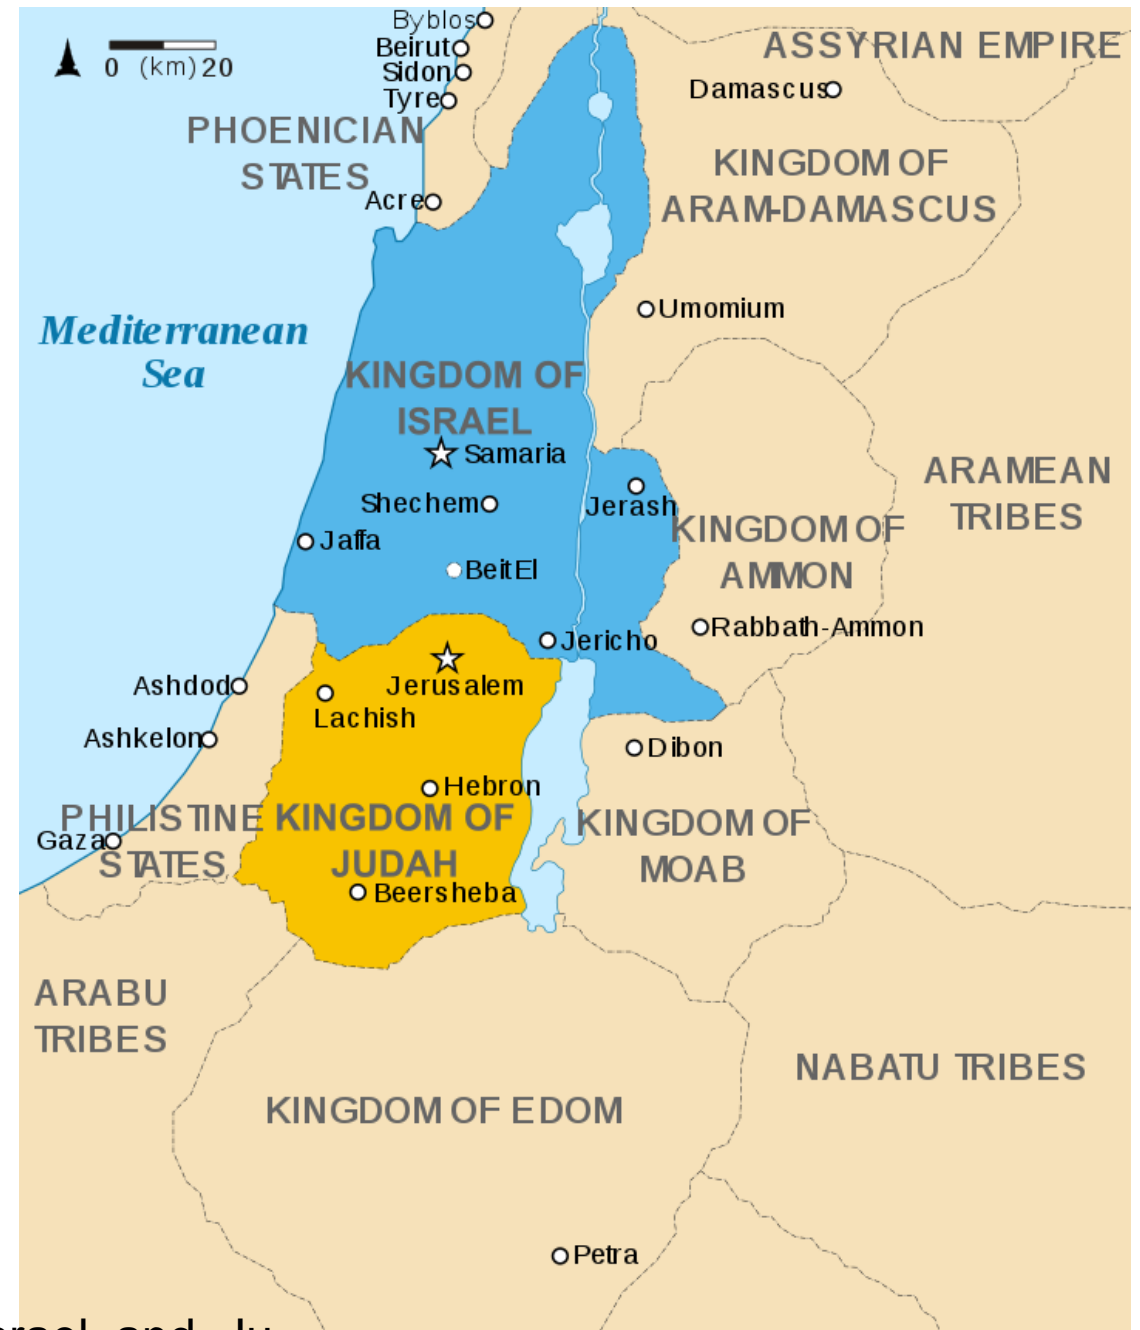 Byblos
Beirut
ASSYRIAN EMPIRE
0 (km) 20
Sidon
Damascus
Tyre
PHOENICIAN
STATES
KINGDOM OF
ARAM-DAMASCUS
Acre
Umomium
Mediterranean
Sea
KINGDOM OF
ISRAEL
Samaria
ARAMEAN
TRIBES
Shechem
Jerash
KINGDOM OF
AMMON
Jaffa
BeitEl
Rabbath-Ammon
Jericho
Ashdod
Jerusalem
Lachish
Ashkelon
Dibon
Hebron
PHILISTINE
STATES
KINGDOM OF
JUDAH
KINGDOM OF
MOAB
Gaza
Beersheba
ARABU
TRIBES
NABATU TRIBES
KINGDOM OF EDOM
Petra
and